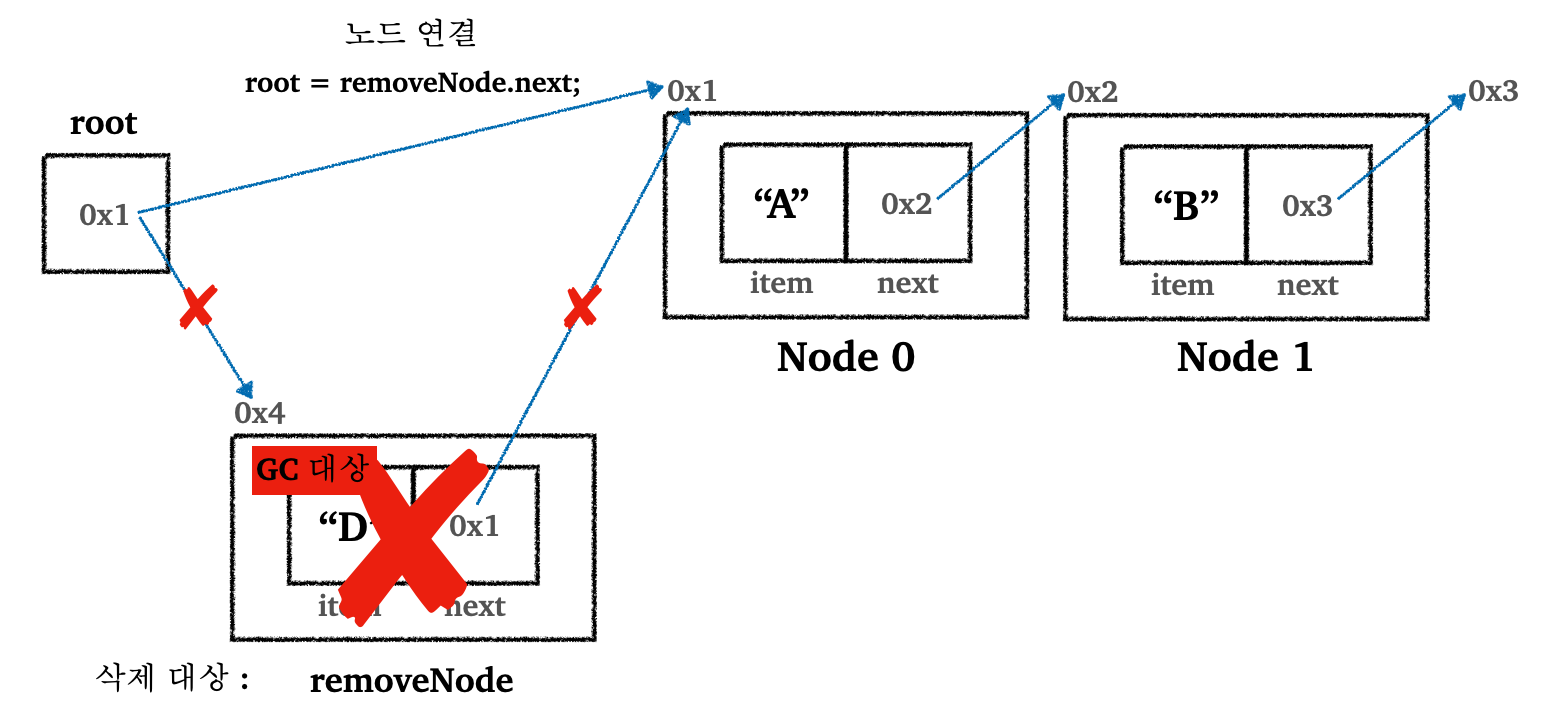 노드 연결
root = removeNode.next;
root
0x1
0x1
"A"
0x2
item
next
Node 0
0x2
"B"
0x3
item
next
Node 1
0x3
0x4
GC 대상
"D
0x1
next
삭제 대상 : removeNode